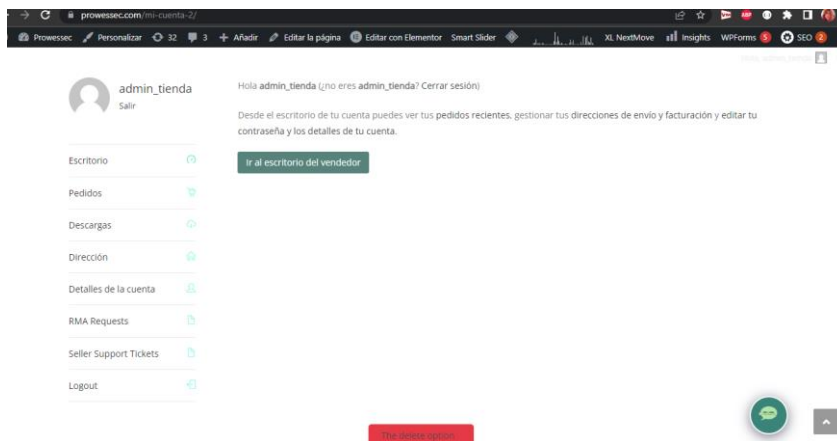 prowessec.com/mi-cuenta-2/
Prowessec Personalizar 32 3 Añadir Editar la página Editar con Elementor Smart Slider XL NextMove Insights WPForms 5 SEO 2
admin_tienda
Salir
Hola admin_tienda (¿no eres admin_tienda? Cerrar sesión)
Desde el escritorio de tu cuenta puedes ver tus pedidos recientes, gestionar tus direcciones de envío y facturación y editar tu
contraseña y los detalles de tu cuenta.
Ir al escritorio del vendedor
Escritorio
Pedidos
Descargas
Dirección
Detalles de la cuenta
RMA Requests
Seller Support Tickets
Logout
The delete option